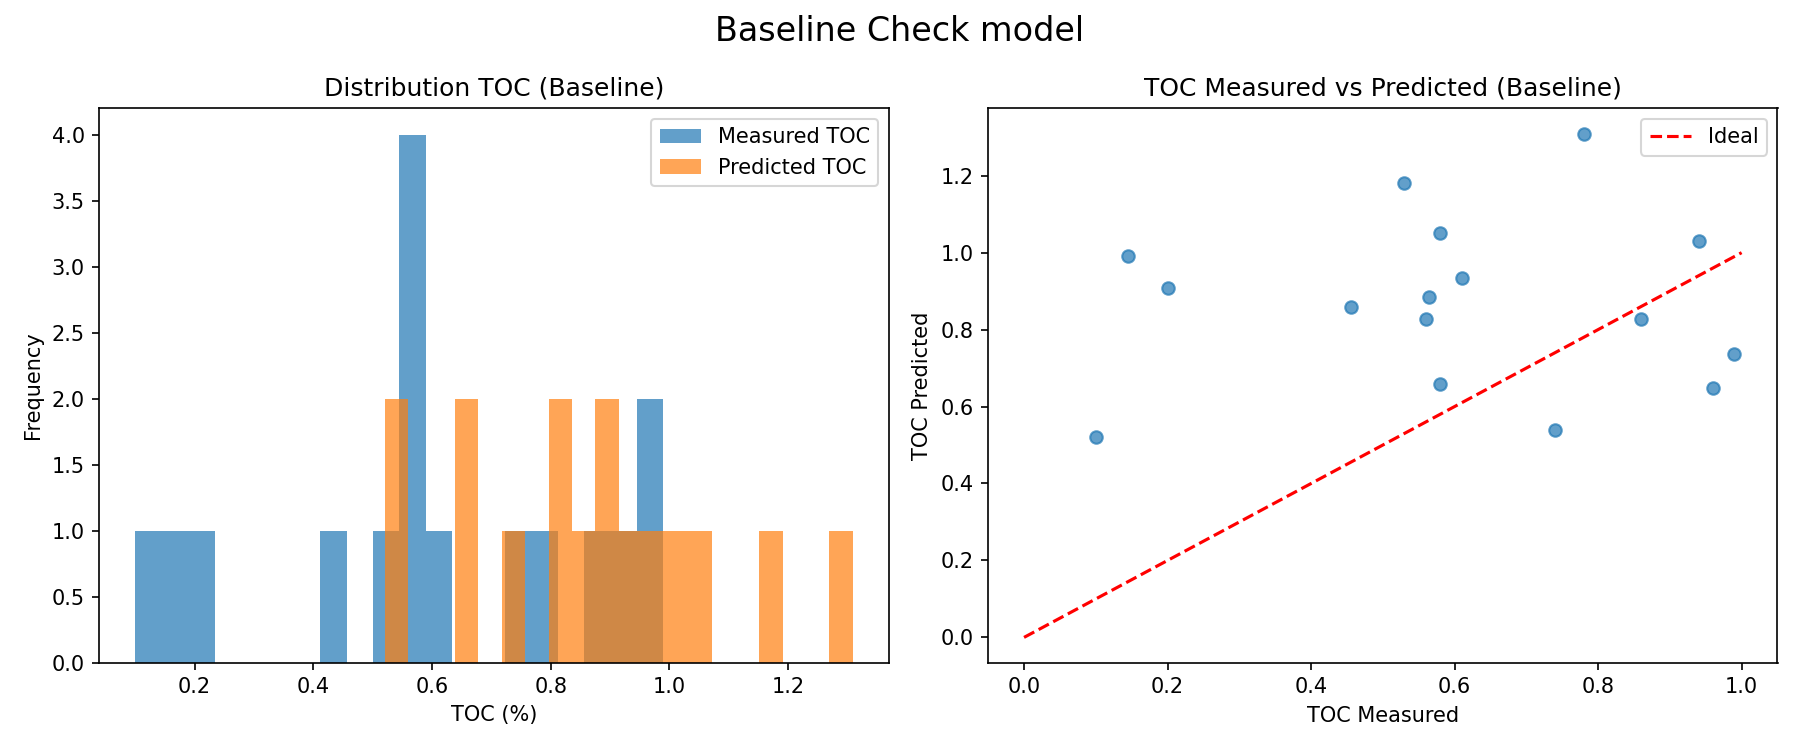 Baseline Check model
Distribution TOC (Baseline)
Measured TOC
Predicted TOC
4.0
3.5
3.0
2.5
2.0
1.5
1.0
0.5
0.0
Frequency
0.2 0.4 0.6 0.8 1.0 1.2
TOC (%)
TOC Measured vs Predicted (Baseline)
Ideal
1.2
1.0
0.8
0.6
0.4
0.2
0.0
TOC Predicted
0.0 0.2 0.4 0.6 0.8 1.0
TOC Measured